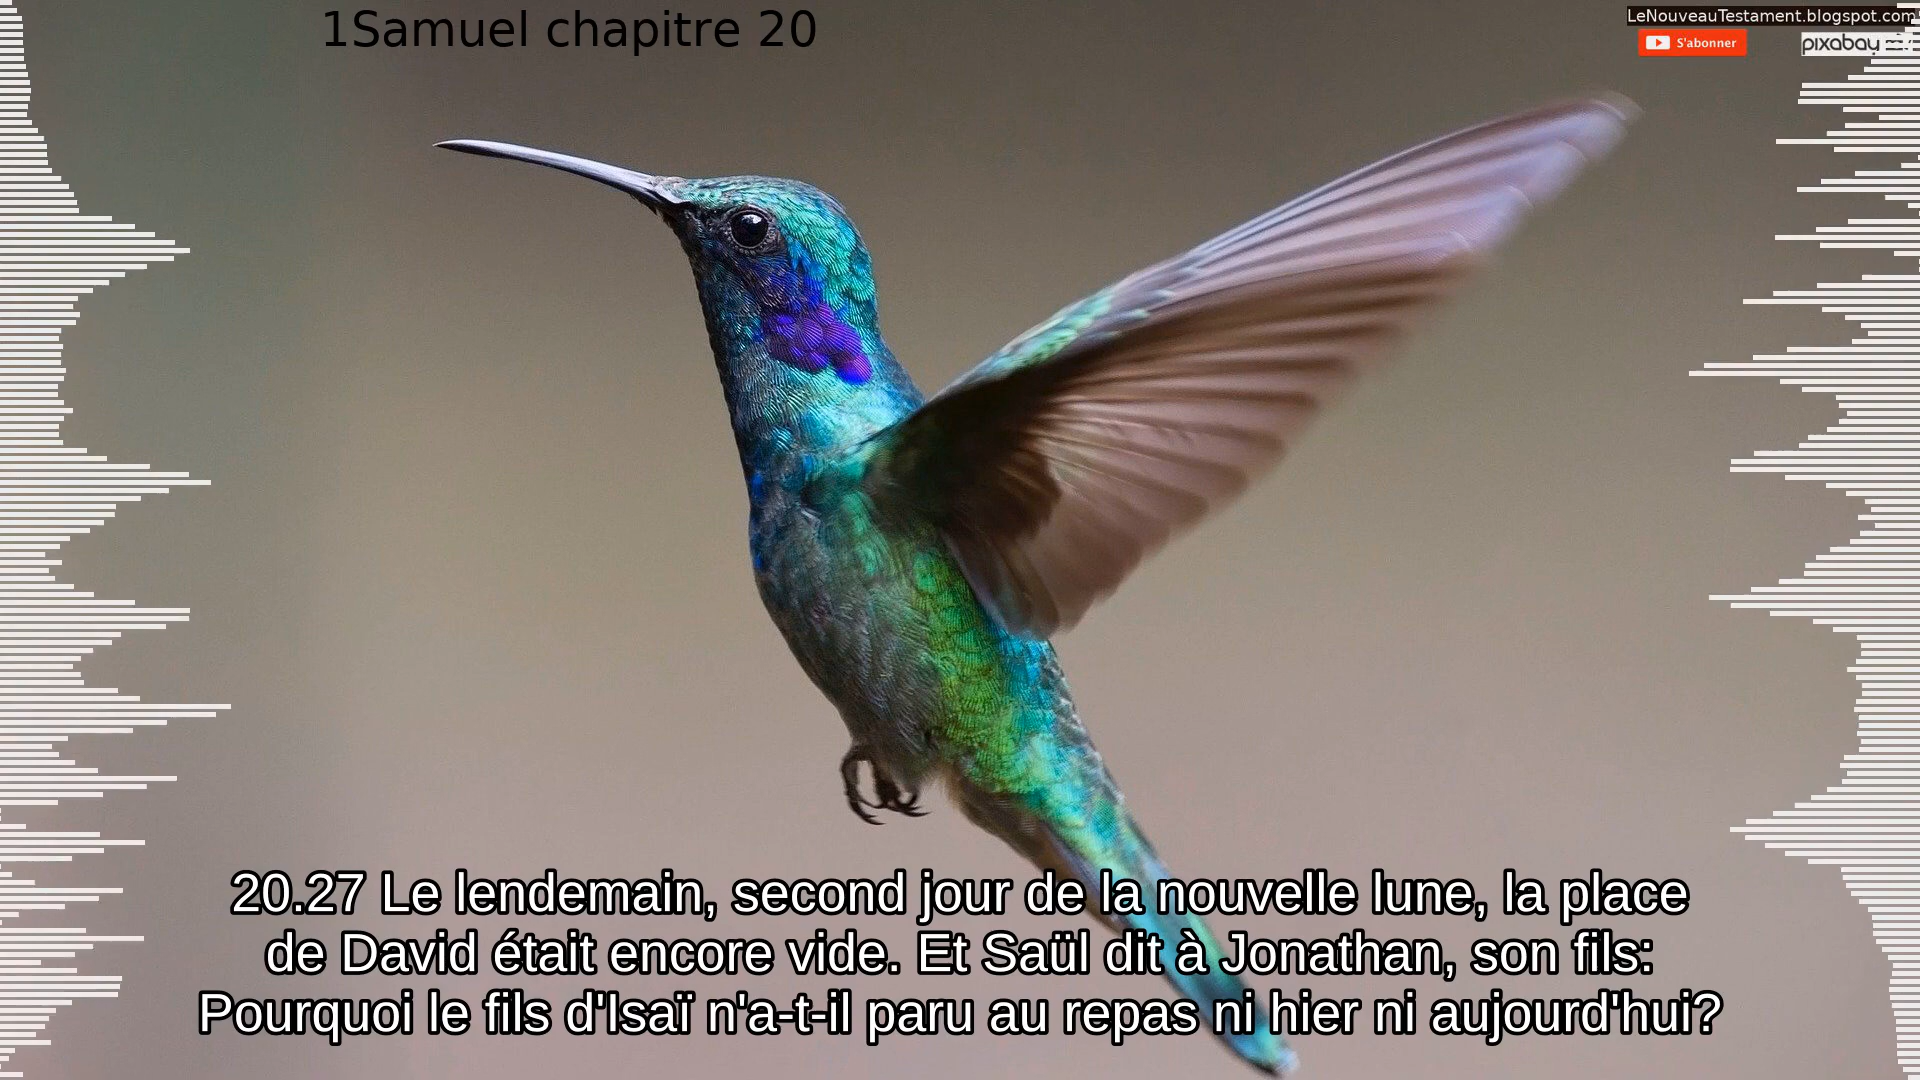 1Samuel chapitre 20
LeNouveauTestament.blogspot.com
S'abonner
pixabay
20.27 Le lendemain, second jour de la nouvelle lune, la place
de David était encore vide. Et Saül dit à Jonathan, son fils:
Pourquoi le fils d'Isaï n'a-t-il paru au repas ni hier ni aujourd'hui?